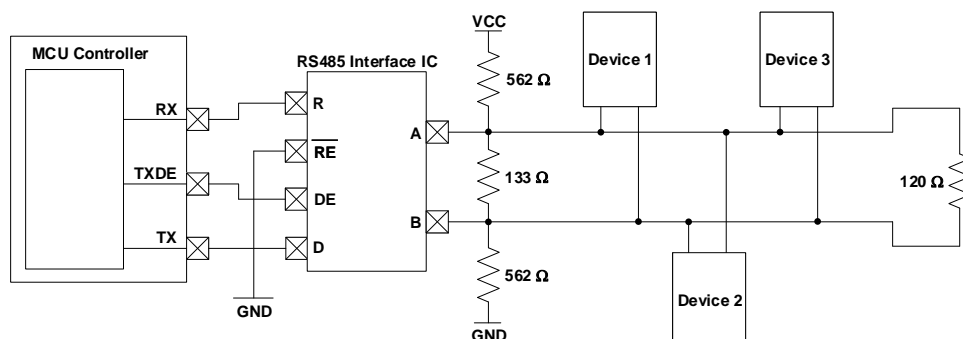 MCU Controller
RX
TXDE
TX
RS485 Interface IC
R
RE
DE
D
A
B
GND
VCC
562 Ω
133 Ω
562 Ω
GND
Device 1
Device 3
Device 2
120 Ω